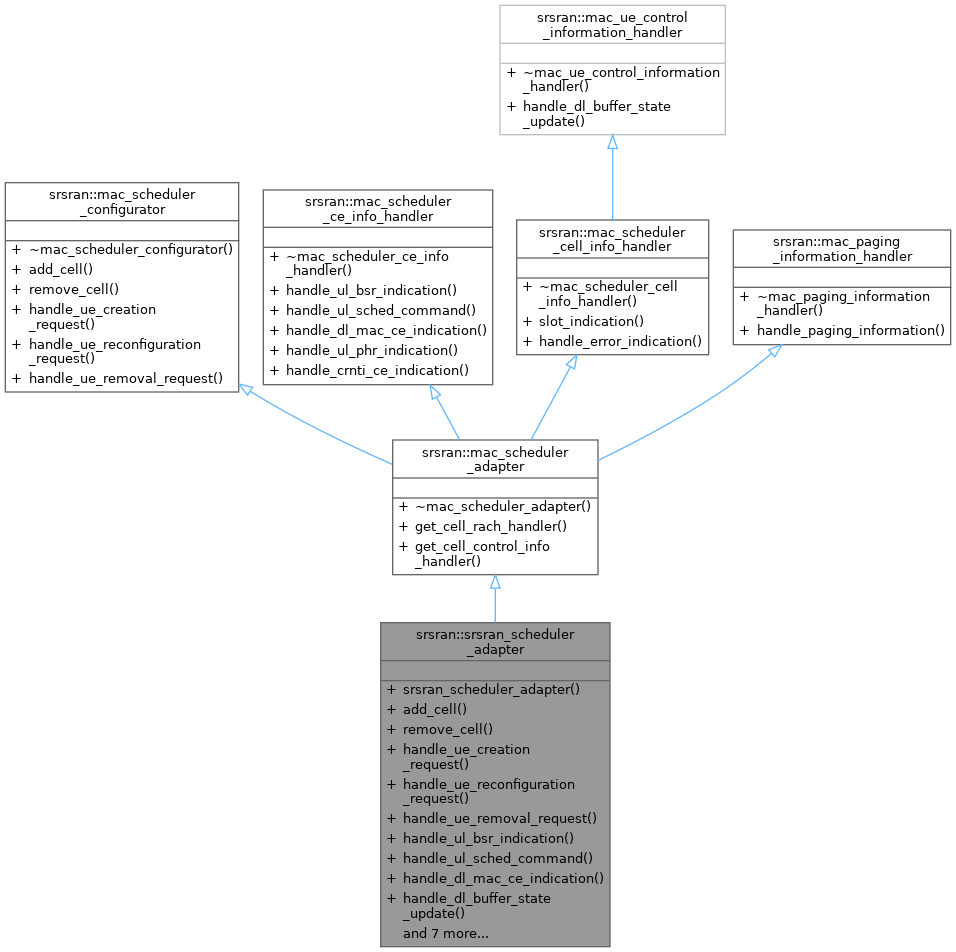 srsran::mac_ue_control
_information_handler
+ ~mac_ue_control_information
_handler()
+ handle_dl_buffer_state
_update()
srsran::mac_scheduler
_configurator
+ ~mac_scheduler_configurator()
+ add_cell()
+ remove_cell()
+ handle_ue_creation
_request()
+ handle_ue_reconfiguration
_request()
+ handle_ue_removal_request()
srsran::mac_scheduler
_ce_info_handler
+ ~mac_scheduler_ce_info
_handler()
+ handle_ul_bsr_indication()
+ handle_ul_sched_command()
+ handle_dl_mac_ce_indication()
+ handle_ul_phr_indication()
+ handle_crnti_ce_indication()
srsran::mac_scheduler
_cell_info_handler
+ ~mac_scheduler_cell
_info_handler()
+ slot_indication()
+ handle_error_indication()
srsran::mac_paging
_information_handler
+ ~mac_paging_information
_handler()
+ handle_paging_information()
srsran::mac_scheduler
_adapter
+ ~mac_scheduler_adapter()
+ get_cell_rach_handler()
+ get_cell_control_info
_handler()
srsran::srsran_scheduler
_adapter
+ srsran_scheduler_adapter()
+ add_cell()
+ remove_cell()
+ handle_ue_creation
_request()
+ handle_ue_reconfiguration
_request()
+ handle_ue_removal_request()
+ handle_ul_bsr_indication()
+ handle_ul_sched_command()
+ handle_dl_mac_ce_indication()
+ handle_dl_buffer_state
_update()
and 7 more...